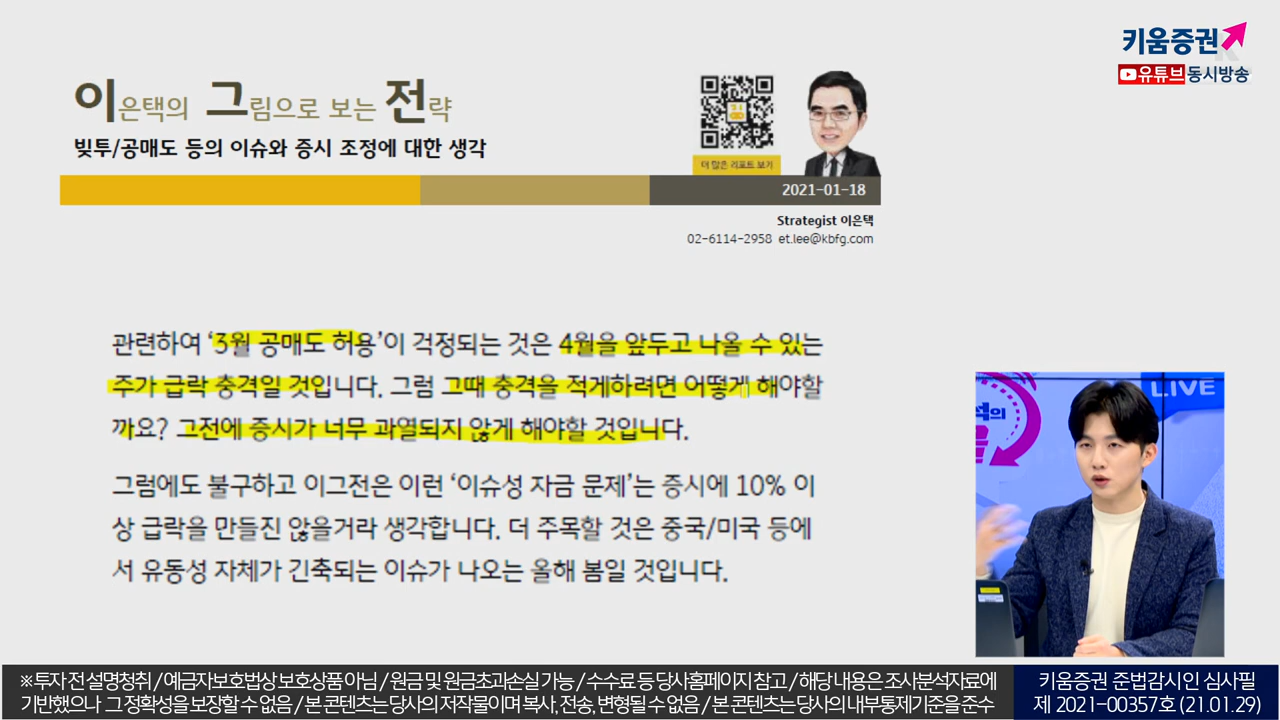 키움증권
유튜브동시방송
이은택의 그림으로 보는 전략
빚투/공매도 등의 이슈와 증시 조정에 대한 생각
더 많은 리포트 보기
2021-01-18
Strategist 이은택
02-6114-2958 et.lee@kbfg.com
관련하여 ‘3월 공매도 허용’이 걱정되는 것은 4월을 앞두고 나올 수 있는
주가 급락 충격일 것입니다. 그럼 그때 충격을 적게하려면 어떻게 해야할
까요? 그전에 증시가 너무 과열되지 않게 해야할 것입니다.
그럼에도 불구하고 이그전은 이런 ‘이슈성 자금 문제’는 증시에 10% 이
상 급락을 만들진 않을거라 생각합니다. 더 주목할 것은 중국/미국 등에
서 유동성 자체가 긴축되는 이슈가 나오는 올해 봄일 것입니다.
LIVE
석의
※ 투자 전 설명청취 / 예금자보호법상 보호상품 아님 / 원금 및 원금초과손실 가능 / 수수료 등 당사홈페이지 참고 / 해당 내용은 조사분석자료에
기반했으나 그 정확성을 보장할 수 없음 / 본 콘텐츠는 당사의 저작물이며 복사, 전송, 변형될 수 없음 / 본 콘텐츠는 당사의 내부통제기준을 준수
키움증권 준법감시인 심사필
제 2021-00357호 (21.01.29)